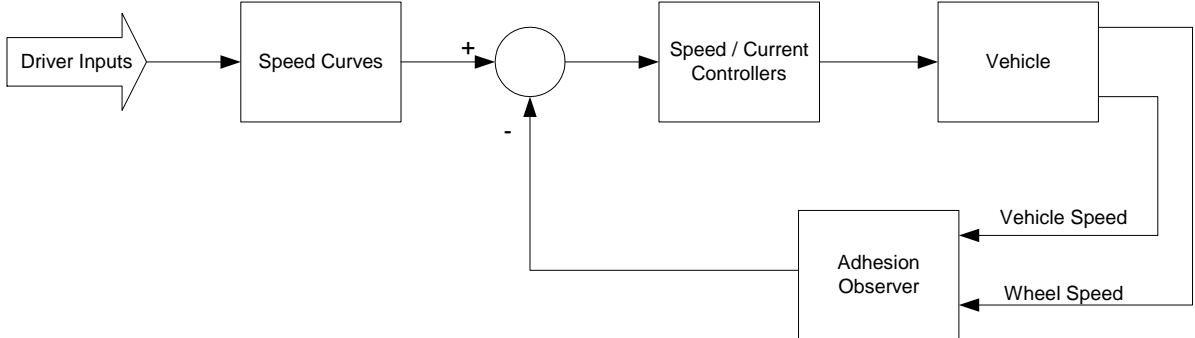 Driver Inputs
Speed Curves
+
-
Speed / Current
Controllers
Vehicle
Vehicle Speed
Adhesion
Observer
Wheel Speed